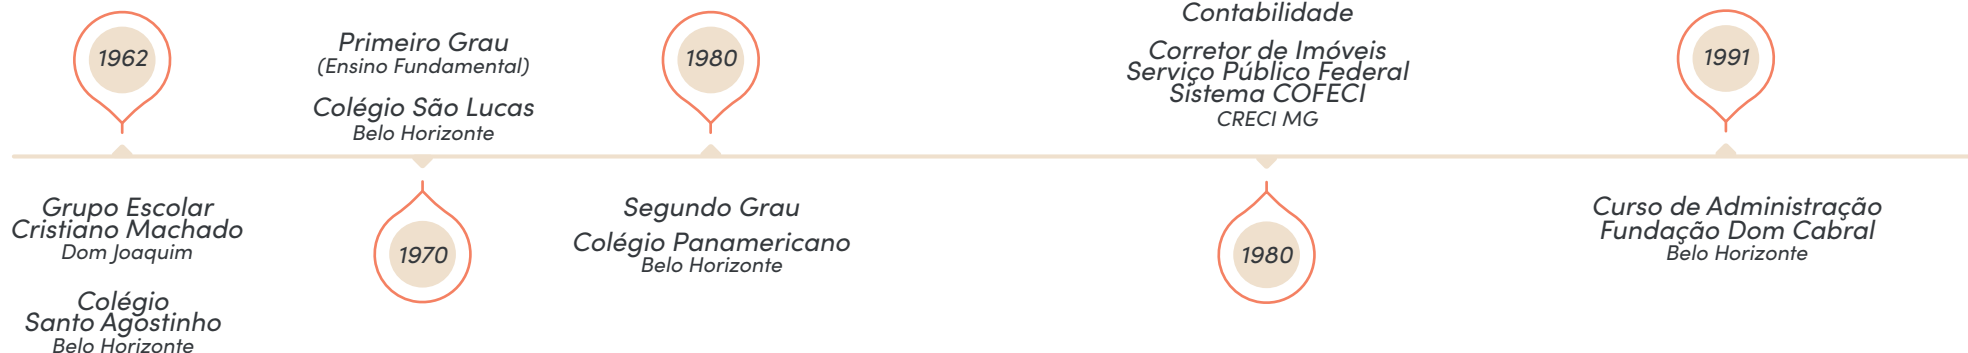 1962
Grupo Escolar
Cristiano Machado
Dom Joaquim
Colégio
Santo Agostinho
Belo Horizonte
Primeiro Grau
(Ensino Fundamental)
Colégio São Lucas
Belo Horizonte
1970
1980
Segundo Grau
Colégio Panamericano
Belo Horizonte
Contabilidade
Corretor de Imóveis
Serviço Público Federal
Sistema COFECI
CRECI MG
1980
1991
Curso de Administração
Fundação Dom Cabral
Belo Horizonte